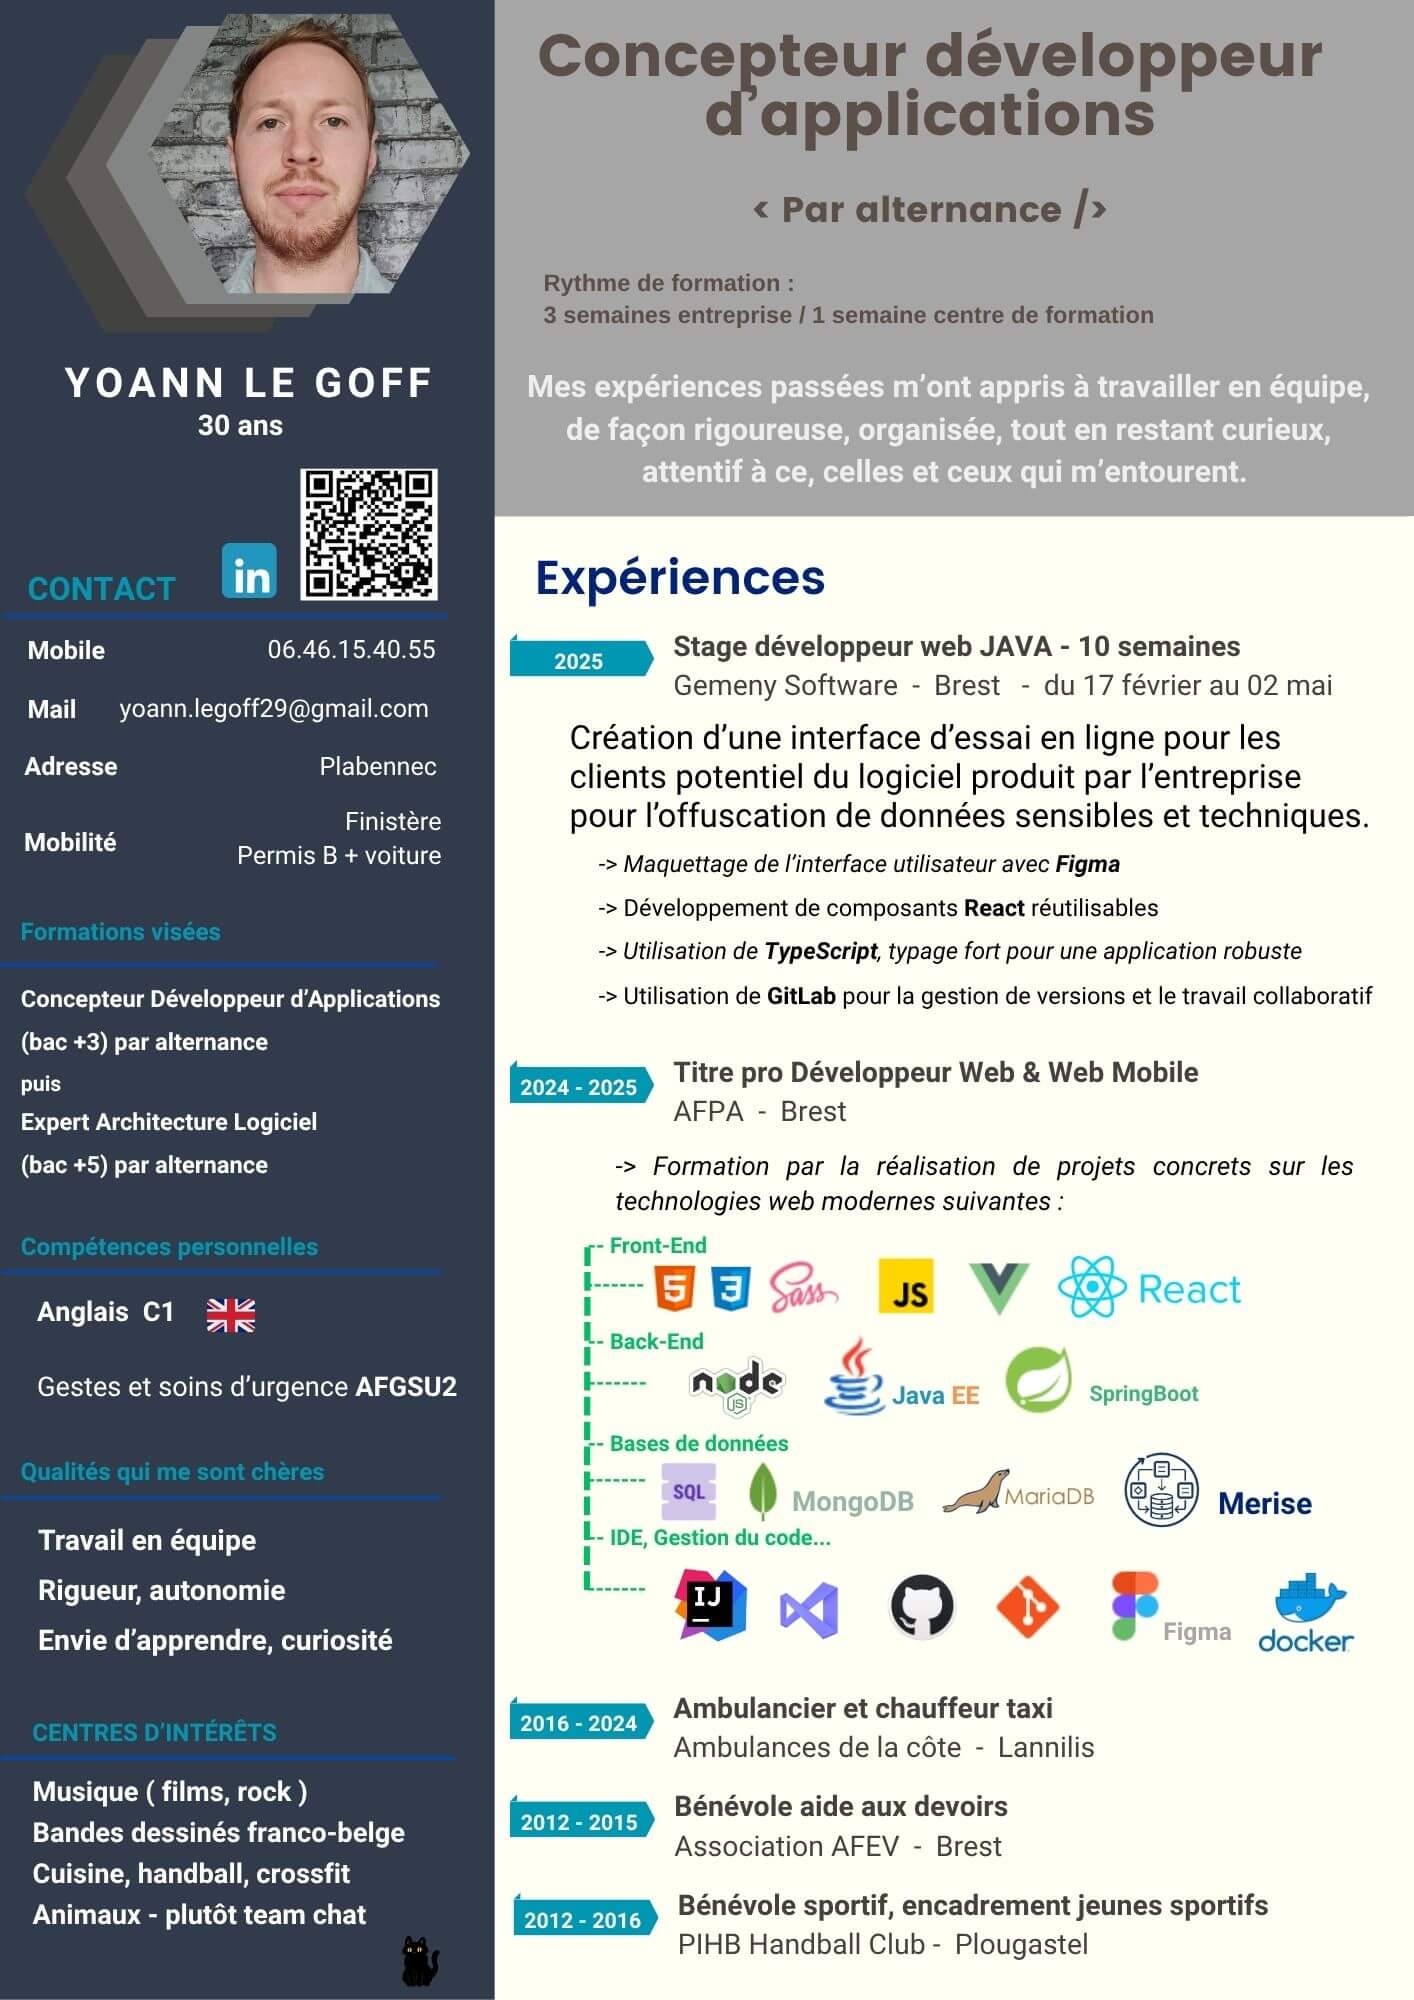 YOANN LE GOFF
30 ans
in
CONTACT
Mobile 06.46.15.40.55
Mail yoann.legoff29@gmail.com
Adresse Plabennec
Mobilité Finistère
Permis B + voiture
Formations visées
Concepteur Développeur d’Applications
(bac +3) par alternance
puis
Expert Architecture Logiciel
(bac +5) par alternance
Compétences personnelles
Anglais C1
Gestes et soins d’urgence AFGSU2
Qualités qui me sont chères
Travail en équipe
Rigueur, autonomie
Envie d’apprendre, curiosité
CENTRES D’INTÉRÊTS
Musique ( films, rock )
Bandes dessinés franco-belge
Cuisine, handball, crossfit
Animaux - plutôt team chat
Concepteur développeur
d’applications
< Par alternance />
Rythme de formation :
3 semaines entreprise / 1 semaine centre de formation
Mes expériences passées m’ont appris à travailler en équipe,
de façon rigoureuse, organisée, tout en restant curieux,
attentif à ce, celles et ceux qui m’entourent.
Expériences
2025
Stage développeur web JAVA - 10 semaines
Gemeny Software - Brest - du 17 février au 02 mai
Création d’une interface d’essai en ligne pour les
clients potentiel du logiciel produit par l’entreprise
pour l’offuscation de données sensibles et techniques.
-> Maquettage de l’interface utilisateur avec Figma
-> Développement de composants React réutilisables
-> Utilisation de TypeScript, typage fort pour une application robuste
-> Utilisation de GitLab pour la gestion de versions et le travail collaboratif
2024 - 2025
Titre pro Développeur Web & Web Mobile
AFPA - Brest
-> Formation par la réalisation de projets concrets sur les
technologies web modernes suivantes :
-- Front-End
5 3 Sass JS React
-- Back-End
node JS Java EE SpringBoot
-- Bases de données
SQL MongoDB MariaDB Merise
-- IDE, Gestion du code...
IJ Figma docker
2016 - 2024
Ambulancier et chauffeur taxi
Ambulances de la côte - Lannilis
2012 - 2015
Bénévole aide aux devoirs
Association AFEV - Brest
2012 - 2016
Bénévole sportif, encadrement jeunes sportifs
PIHB Handball Club - Plougastel